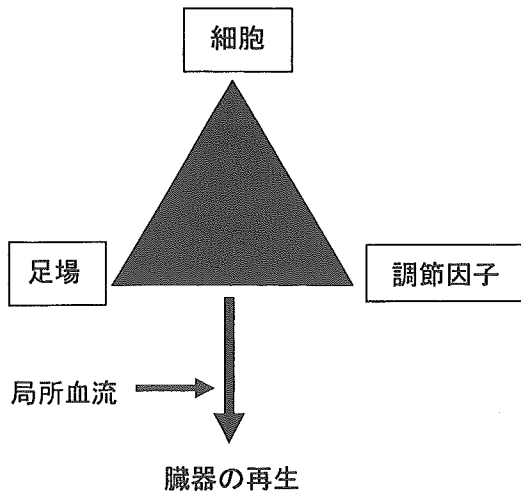 細胞
足場
調節因子
局所血流
臓器の再生